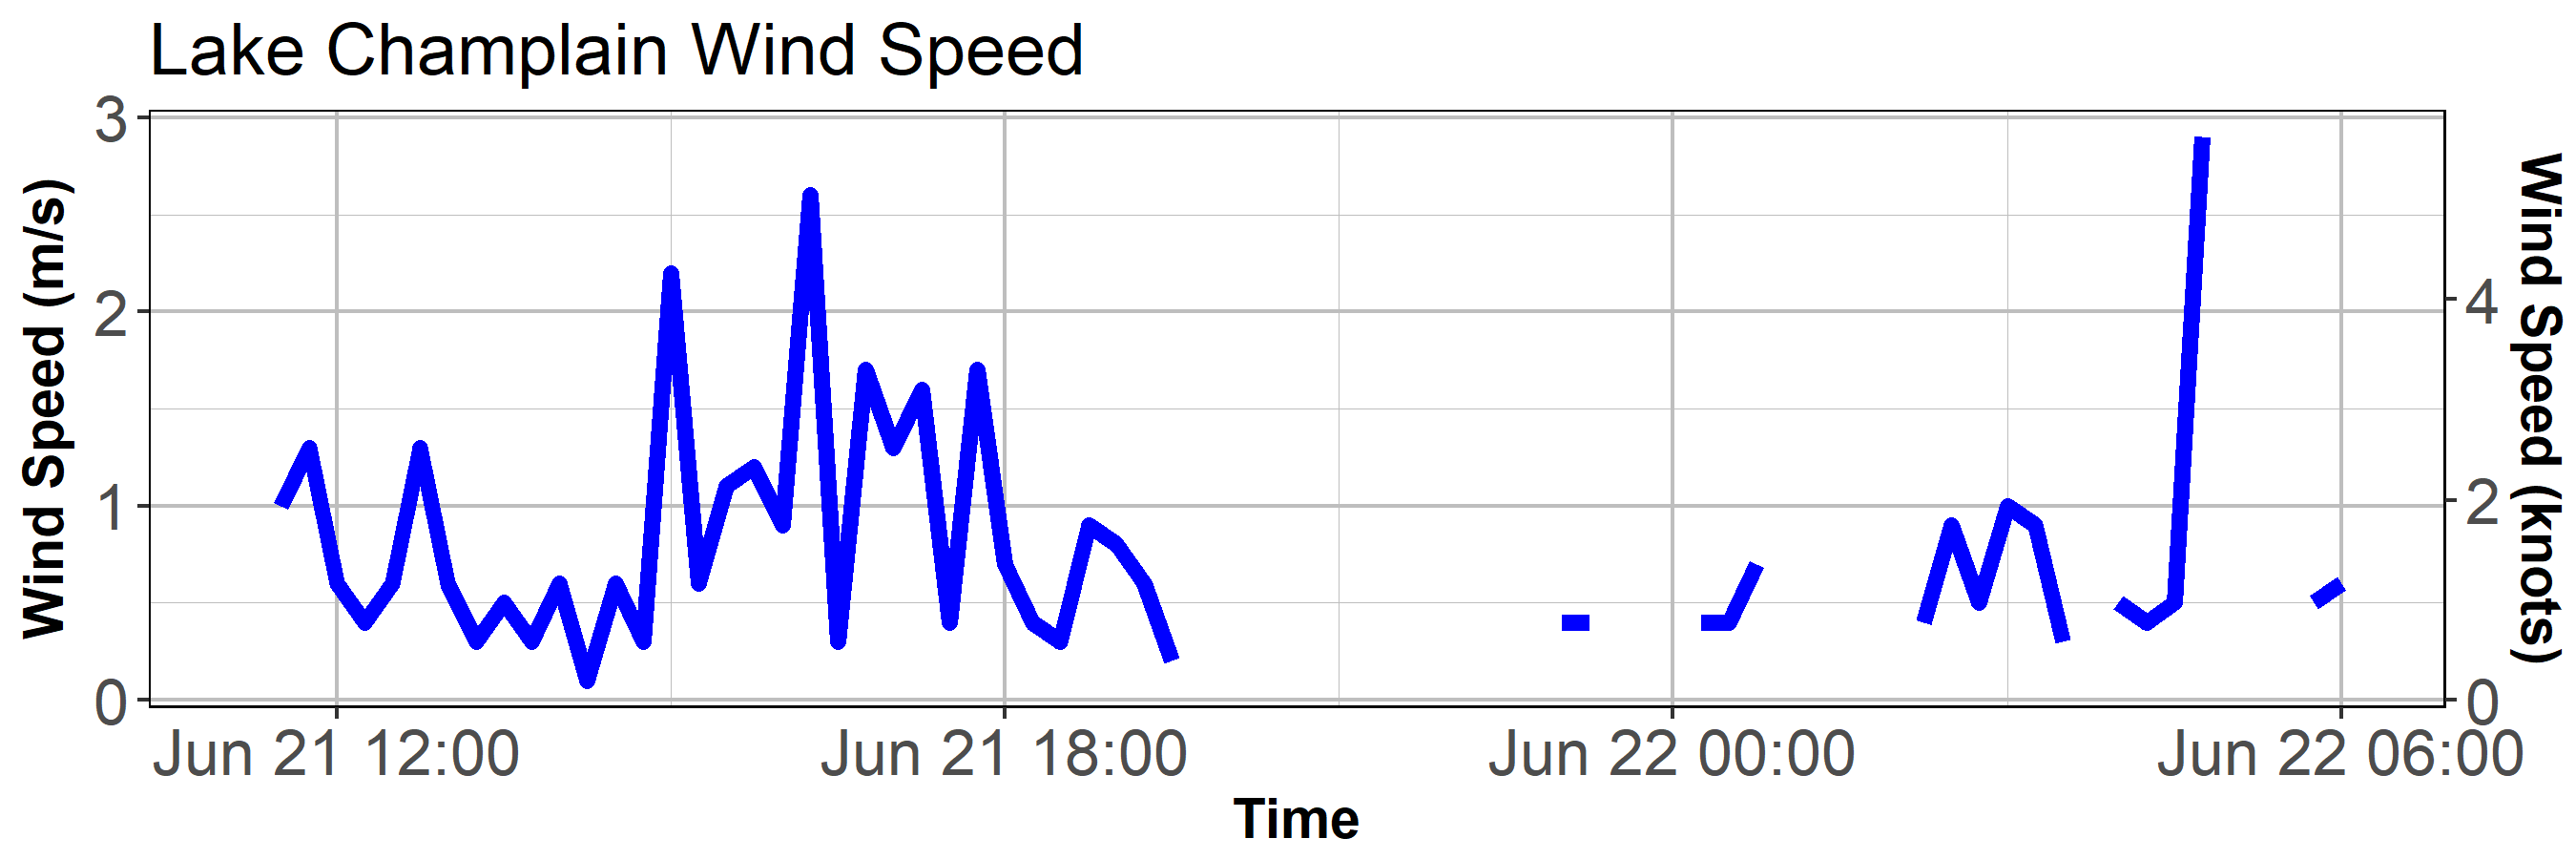 Lake Champlain Wind Speed
Wind Speed (m/s)
3
2
1
0
Wind Speed (knots)
4
2
0
Jun 21 12:00
Jun 21 18:00
Jun 22 00:00
Jun 22 06:00
Time